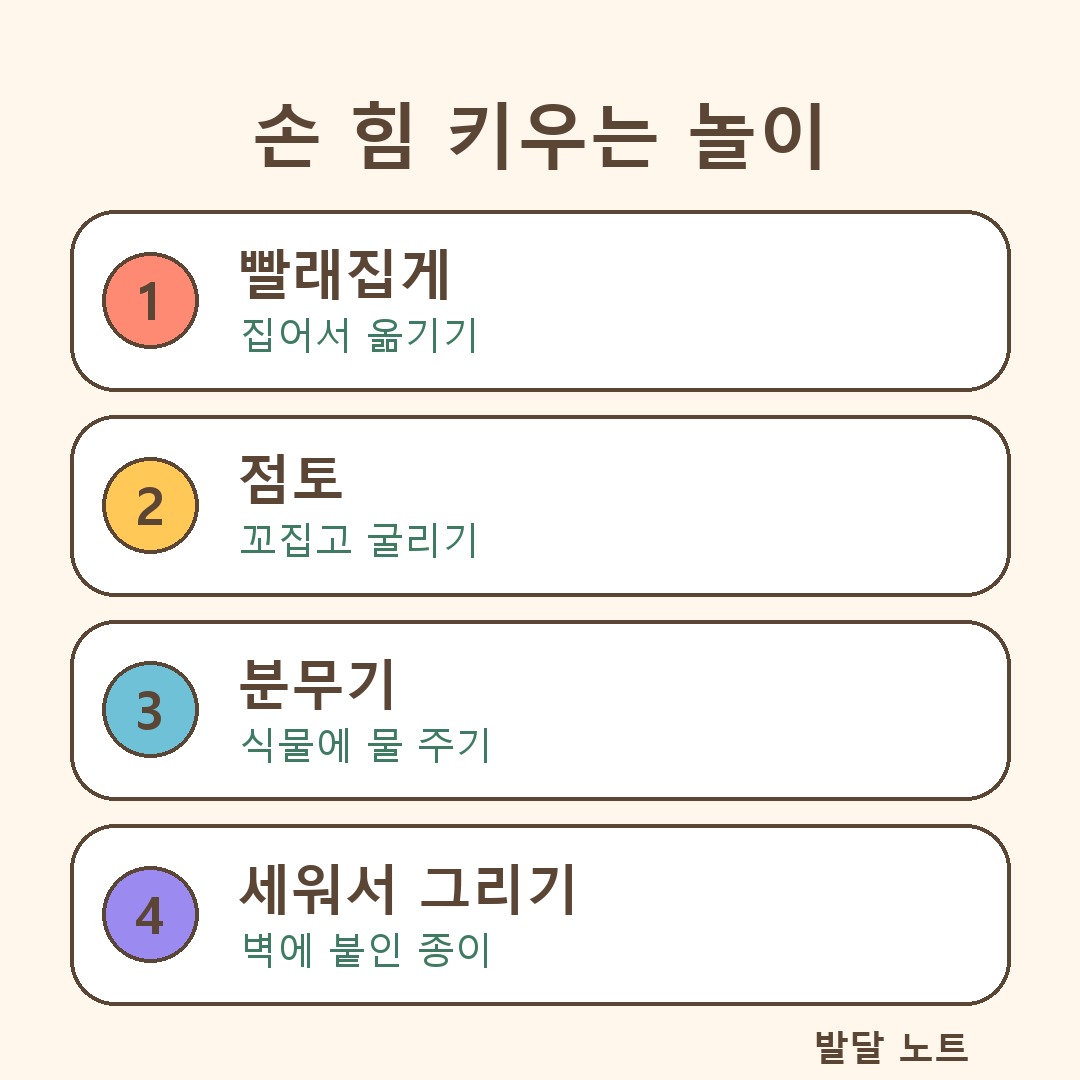 손 힘 키우는 놀이
1
빨래집게
집어서 옮기기
2
점토
꼬집고 굴리기
3
분무기
식물에 물 주기
4
세워서 그리기
벽에 붙인 종이
발달 노트